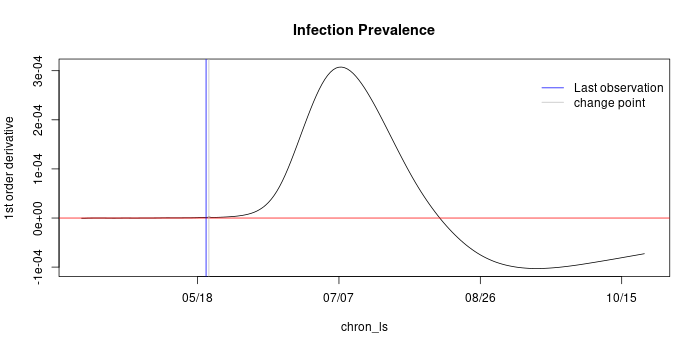 Infection Prevalence
1st order derivative
3e-04
2e-04
1e-04
0e+00
-1e-04
Last observation
change point
05/18
07/07
08/26
10/15
chron_ls